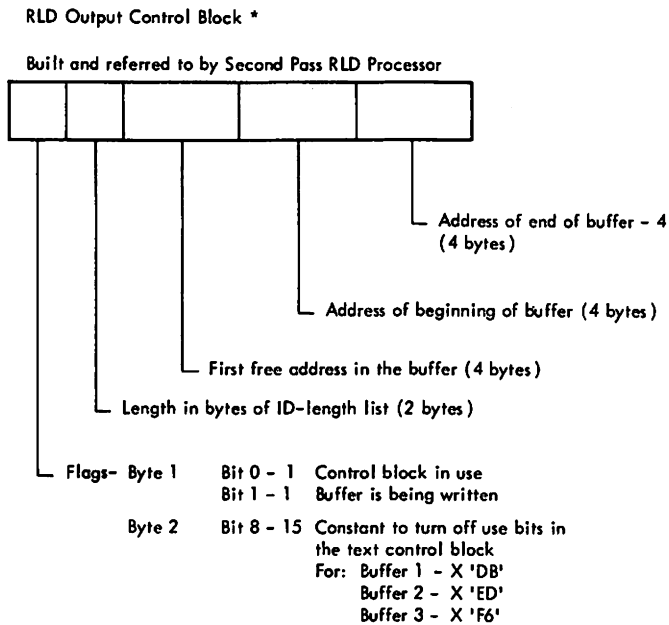 RLD Output Control Block *
Built and referred to by Second Pass RLD Processor
Address of end of buffer - 4
(4 bytes)
Address of beginning of buffer (4 bytes)
First free address in the buffer (4 bytes)
Length in bytes of ID-length list (2 bytes)
Flags- Byte 1 Bit 0 - 1 Control block in use
Bit 1 - 1 Buffer is being written
Byte 2 Bit 8 - 15 Constant to turn off use bits in
the text control block
For: Buffer 1 - X 'DB'
Buffer 2 - X 'ED'
Buffer 3 - X 'F6'